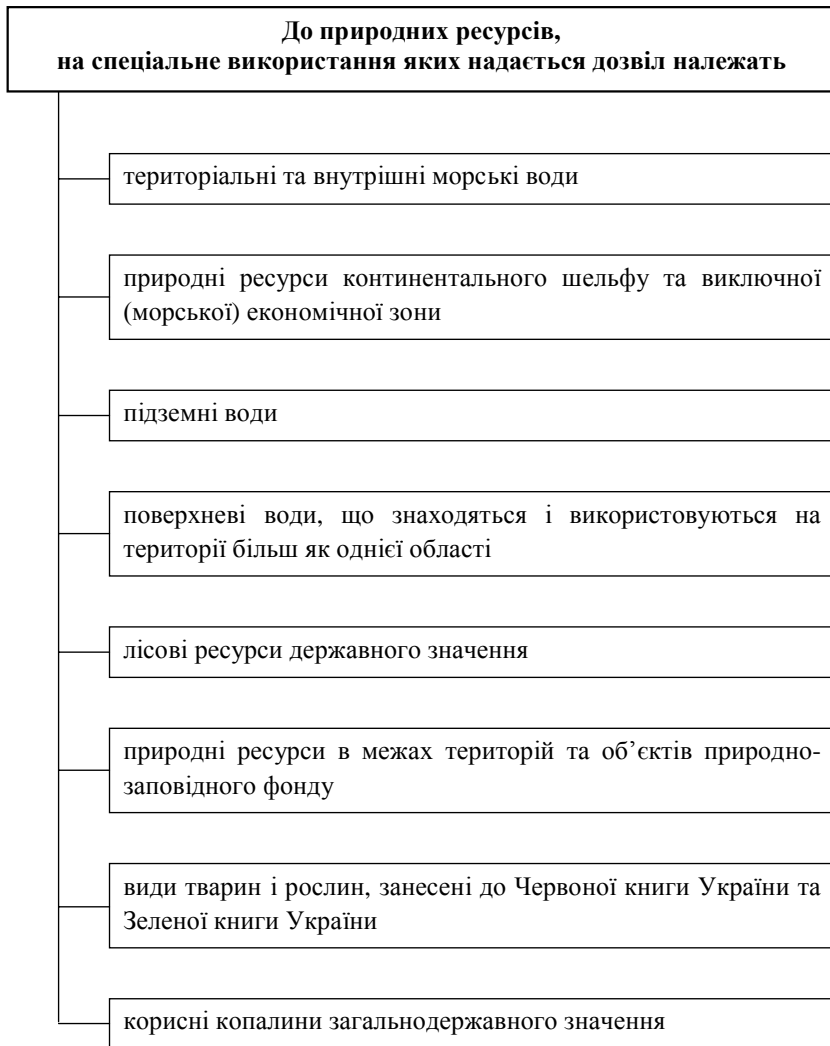 До природних ресурсів,
на спеціальне використання яких надається дозвіл належать
територіальні та внутрішні морські води
природні ресурси континентального шельфу та виключної
(морської) економічної зони
підземні води
поверхневі води, що знаходяться і використовуються на
території більш як однієї області
лісові ресурси державного значення
природні ресурси в межах територій та об’єктів природно-
заповідного фонду
види тварин і рослин, занесені до Червоної книги України та
Зеленої книги України
корисні копалини загальнодержавного значення